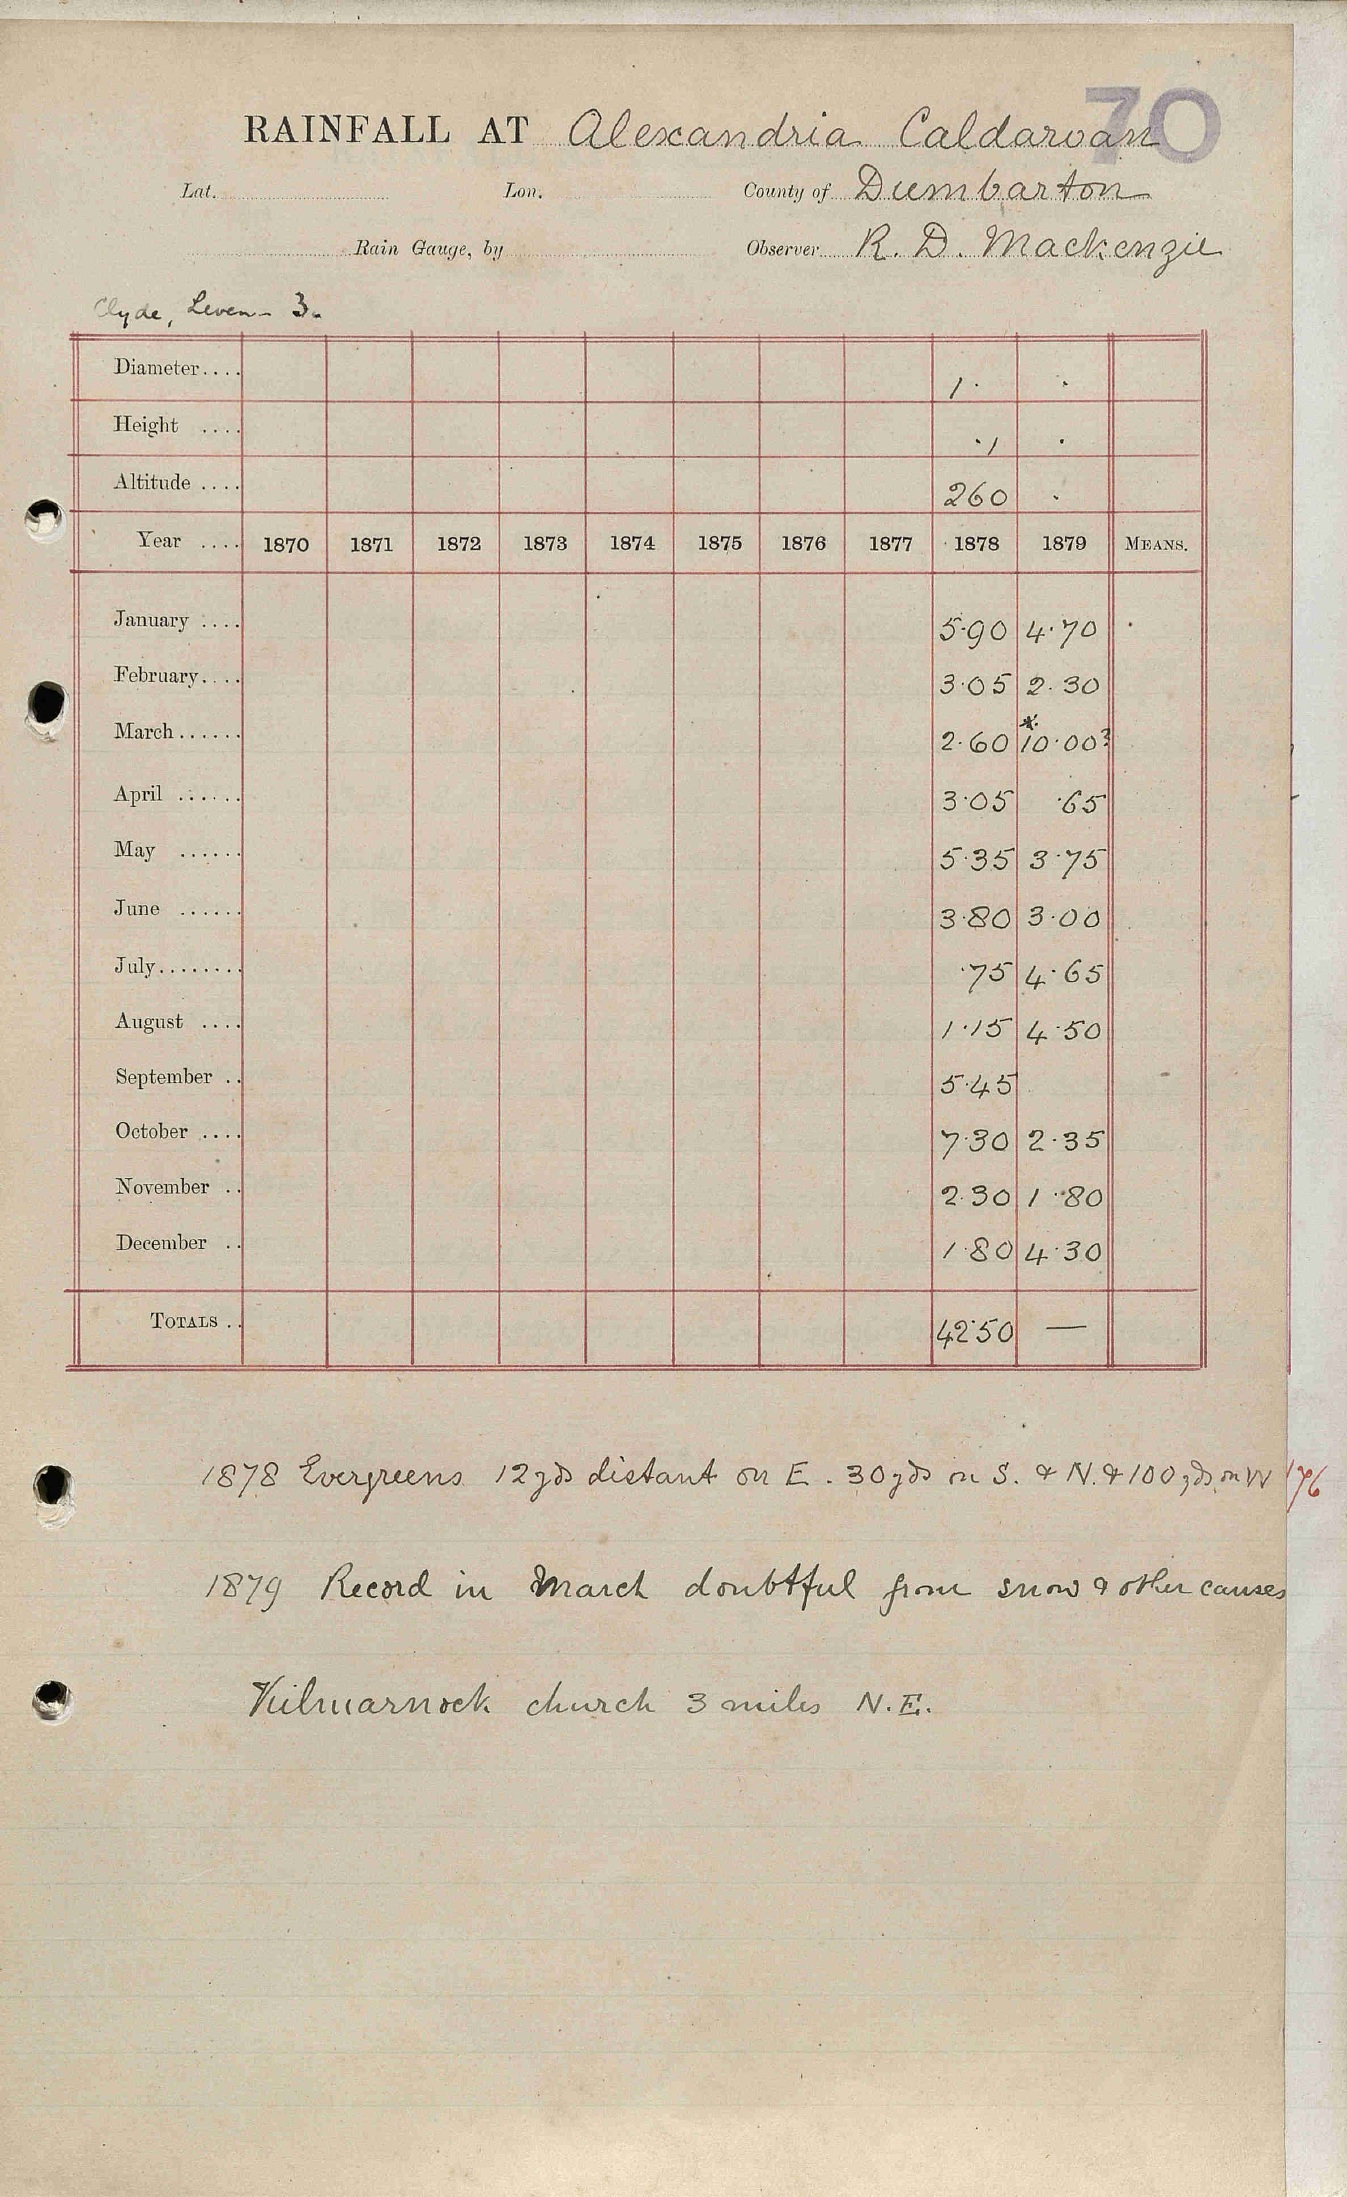 70
RAINFALL AT Alexandria Caldarvan
Lat. Lon. County of Dumbarton
Rain Gauge, by Observer R. D. Mackenzie
Clyde, Leven - 3.
Diameter.... 1. .
Height .... .1 .
Altitude .... 260 .
Year .... 1870 1871 1872 1873 1874 1875 1876 1877 1878 1879 MEANS.
January .... 5.90 4.70
February.... 3.05 2.30
March...... 2.60 *10.00?
April ...... 3.05 .65
May ...... 5.35 3.75
June ...... 3.80 3.00
July........ .75 4.65
August .... 1.15 4.50
September .. 5.45
October .... 7.30 2.35
November .. 2.30 1.80
December .. 1.80 4.30
TOTALS .. 42.50 —
1878 Evergreens 12 yds distant on E. 30 yds on S. & N. & 100 yds on W
1879 Record in March doubtful from snow & other causes
Kilmarnock church 3 miles N.E.